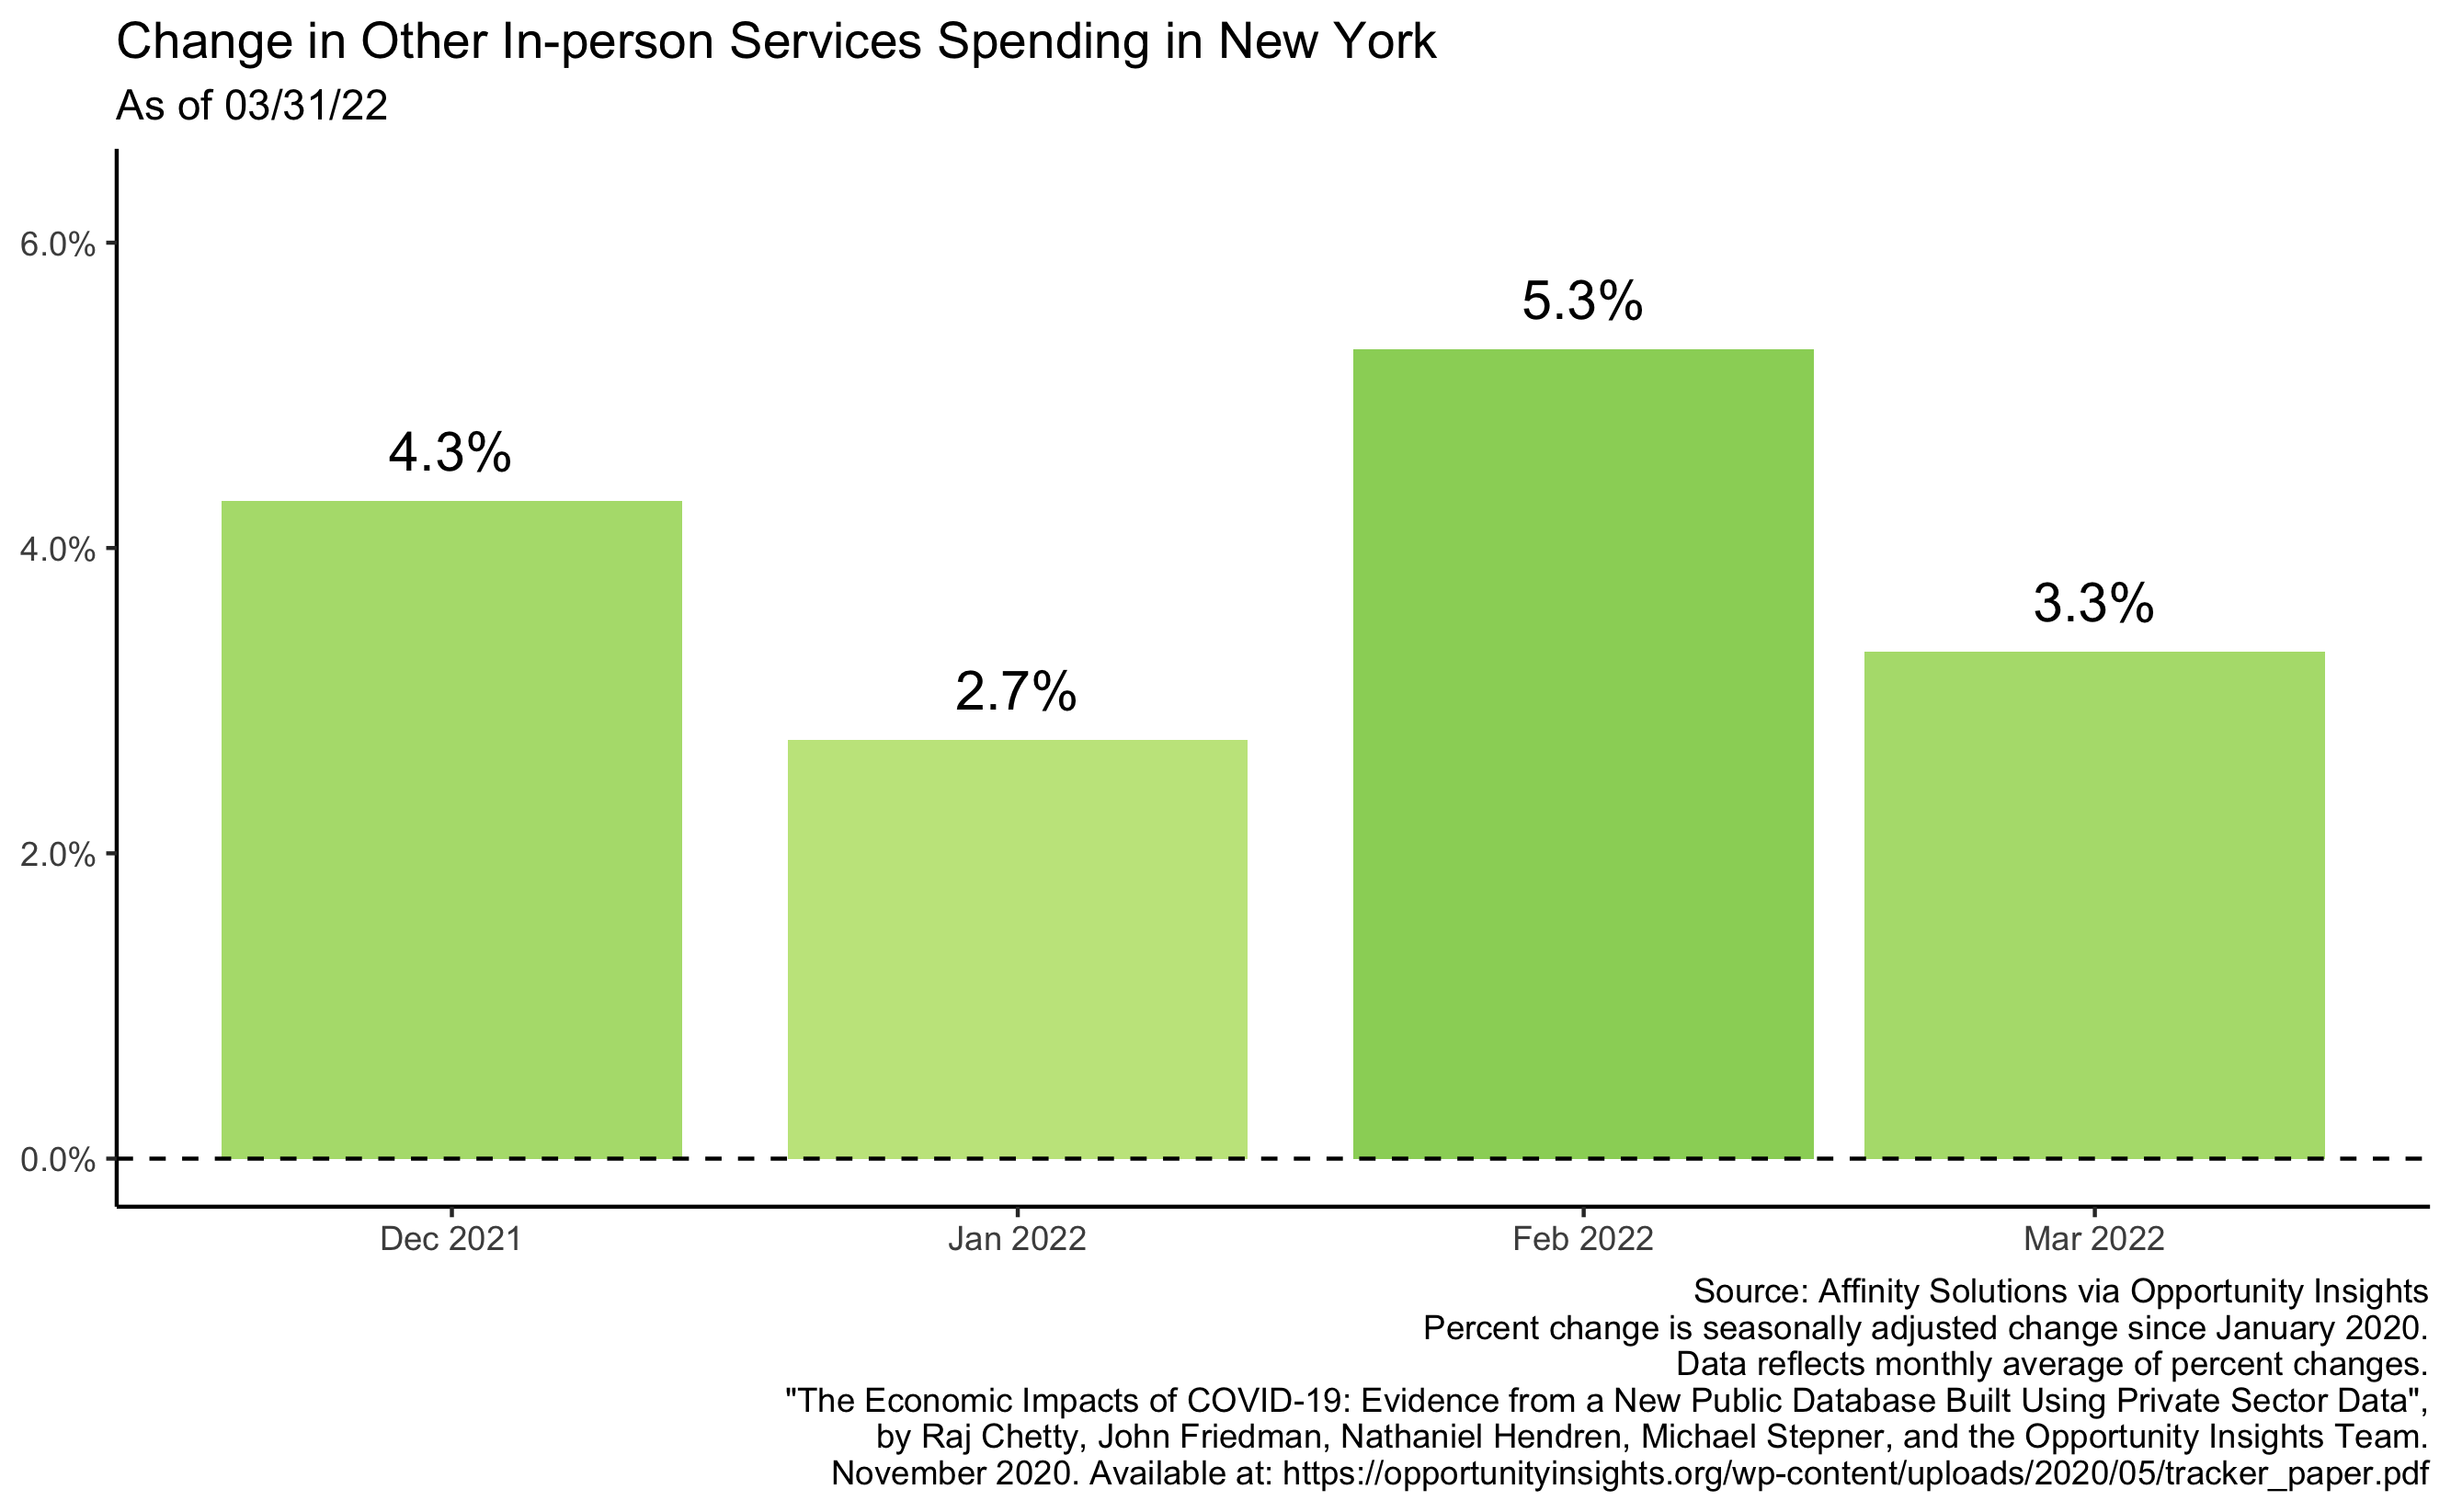 Change in Other In-person Services Spending in New York
As of 03/31/22
6.0%
4.0%
2.0%
0.0%
4.3%
2.7%
5.3%
3.3%
Dec 2021
Jan 2022
Feb 2022
Mar 2022
Source: Affinity Solutions via Opportunity Insights
Percent change is seasonally adjusted change since January 2020.
Data reflects monthly average of percent changes.
"The Economic Impacts of COVID-19: Evidence from a New Public Database Built Using Private Sector Data",
by Raj Chetty, John Friedman, Nathaniel Hendren, Michael Stepner, and the Opportunity Insights Team.
November 2020. Available at: https://opportunityinsights.org/wp-content/uploads/2020/05/tracker_paper.pdf